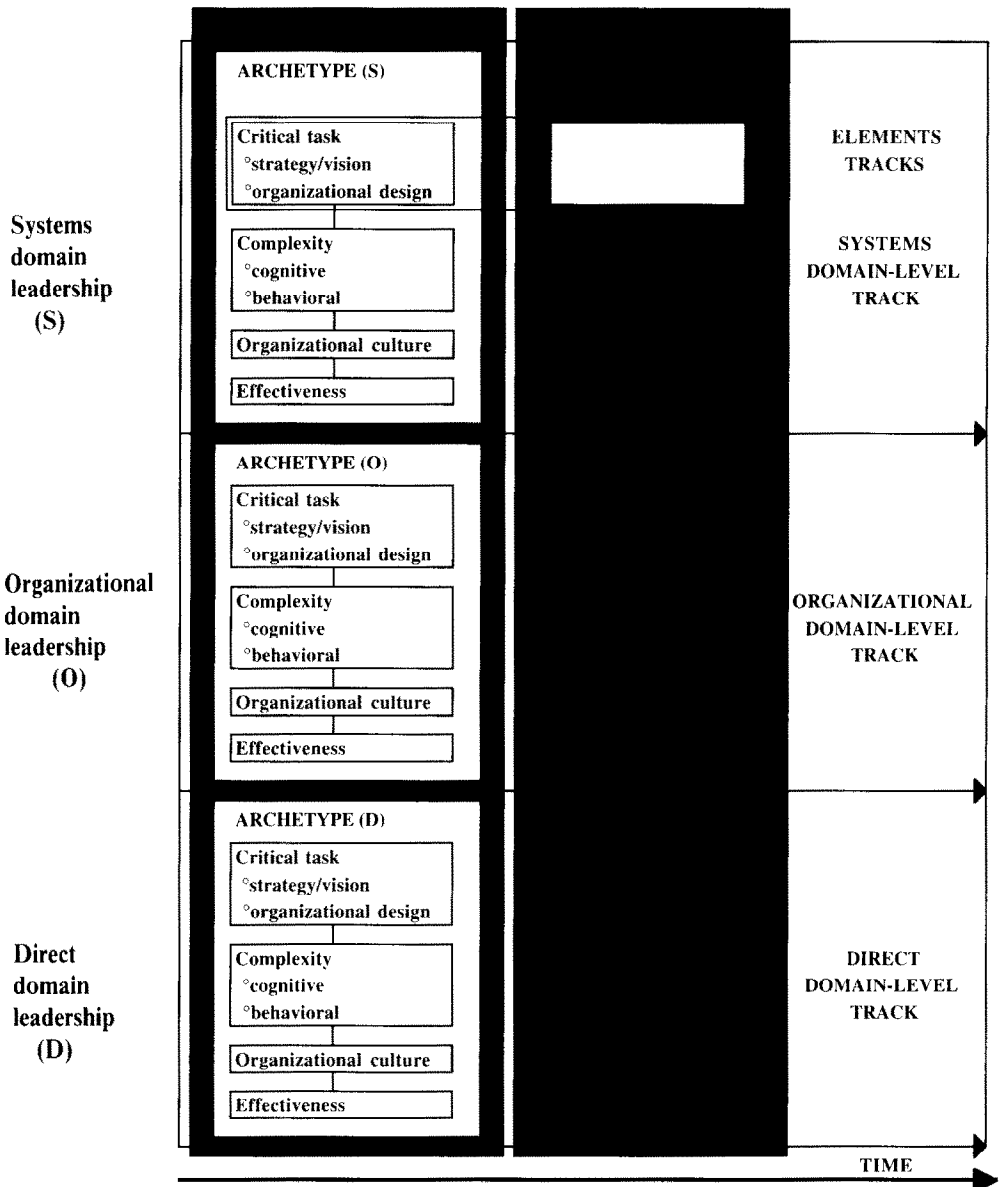 ARCHETYPE (S)
Critical task
°strategy/vision
°organizational design
Complexity
°cognitive
°behavioral
Organizational culture
Effectiveness
Systems
domain
leadership
(S)
ELEMENTS
TRACKS
SYSTEMS
DOMAIN-LEVEL
TRACK
ARCHETYPE (O)
Critical task
°strategy/vision
°organizational design
Complexity
°cognitive
°behavioral
Organizational culture
Effectiveness
Organizational
domain
leadership
(O)
ORGANIZATIONAL
DOMAIN-LEVEL
TRACK
ARCHETYPE (D)
Critical task
°strategy/vision
°organizational design
Complexity
°cognitive
°behavioral
Organizational culture
Effectiveness
Direct
domain
leadership
(D)
DIRECT
DOMAIN-LEVEL
TRACK
TIME